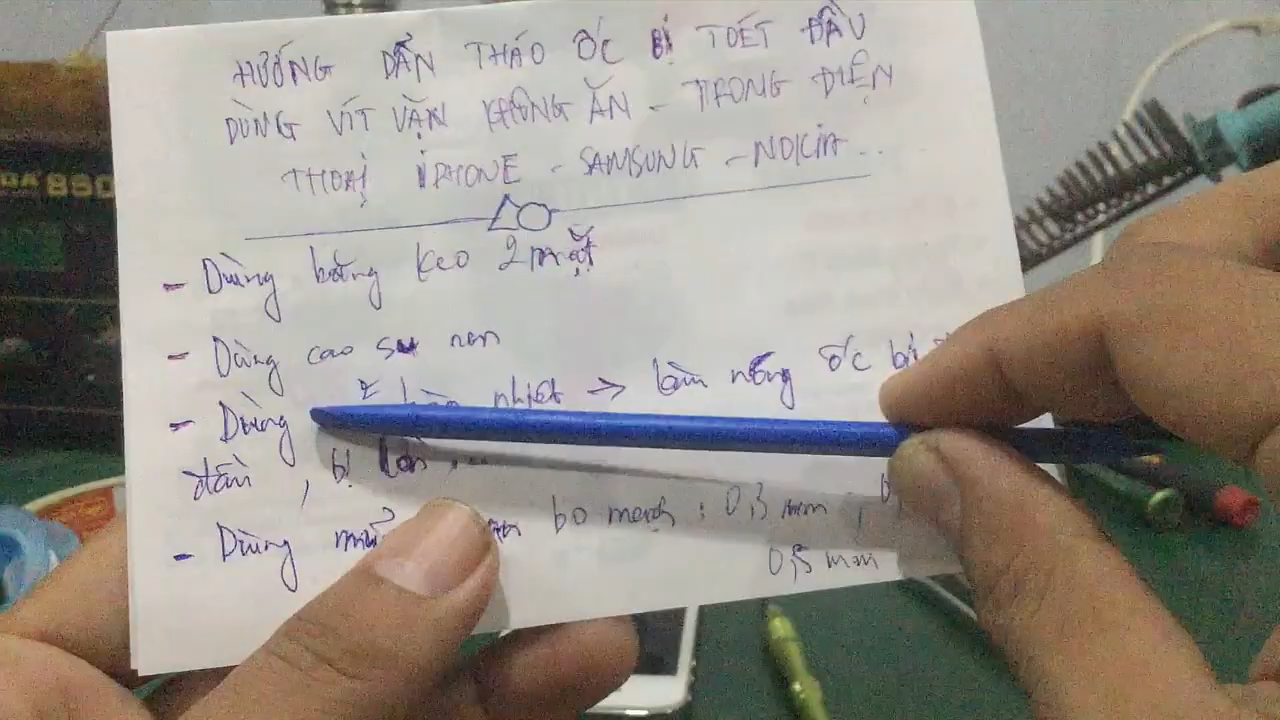 HƯỚNG DẪN THÁO ỐC BỊ TOÉT ĐẦU
DÙNG VÍT VẶN KHÔNG ĂN - TRONG ĐIỆN
THOẠI IPHONE - SAMSUNG - NOKIA...
- Dùng băng keo 2 mặt
- Dùng cao su non
- Dùng nhiệt → làm nóng ốc bị
đầu, bị lờn,...
- Dùng bo mạch: 0,3 mm;
0,5 mm